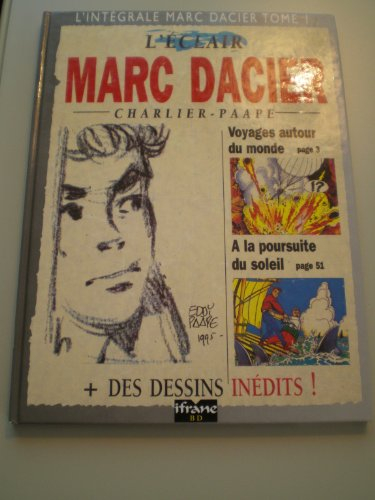 L'INTÉGRALE MARC DACIER TOME 1
L'ÉCLAIR
MARC DACIER
CHARLIER-PAAPE
Voyages autour
du monde page 3
!?
A la poursuite
du soleil page 51
EDDY
PAAPE
1995-
+ DES DESSINS INÉDITS !
ifrane
BD